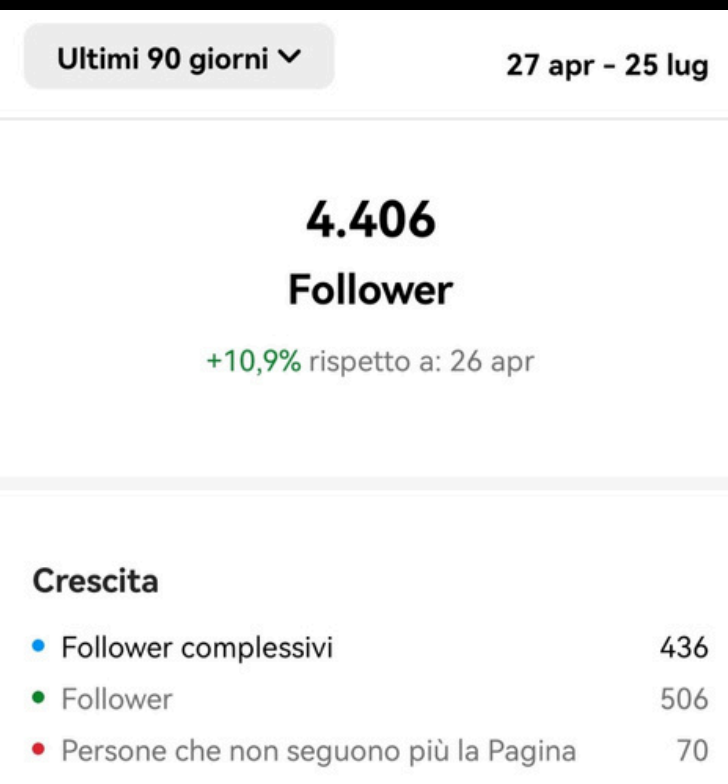 Ultimi 90 giorni
27 apr – 25 lug
4.406
Follower
+10,9% rispetto a: 26 apr
Crescita
Follower complessivi 436
Follower 506
Persone che non seguono più la Pagina 70